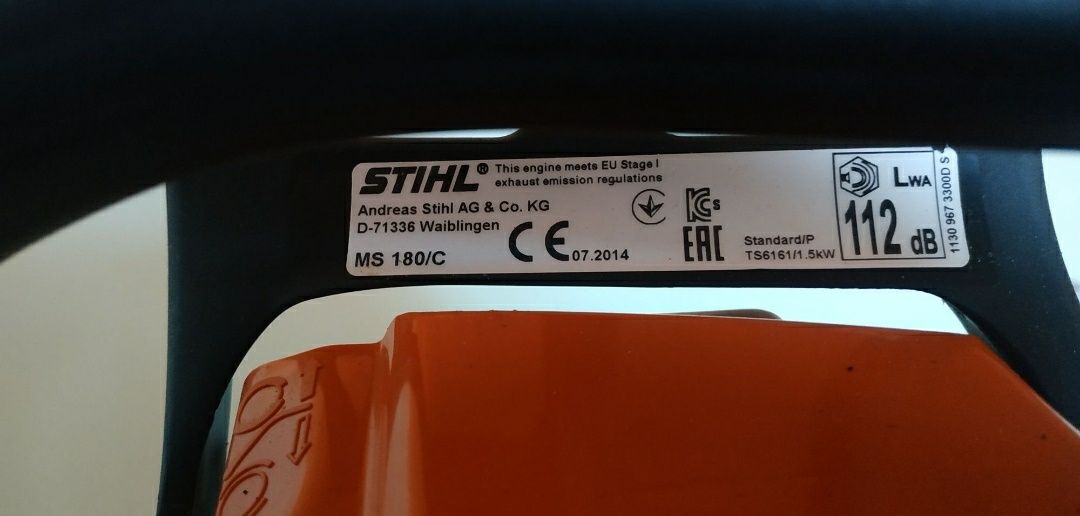 STIHL® This engine meets EU Stage I
exhaust emission regulations
Andreas Stihl AG & Co. KG
D-71336 Waiblingen
MS 180/C
CE 07.2014
EAC
Standard/P
TS6161/1.5kW
LWA
112 dB
1130 967 3300D S